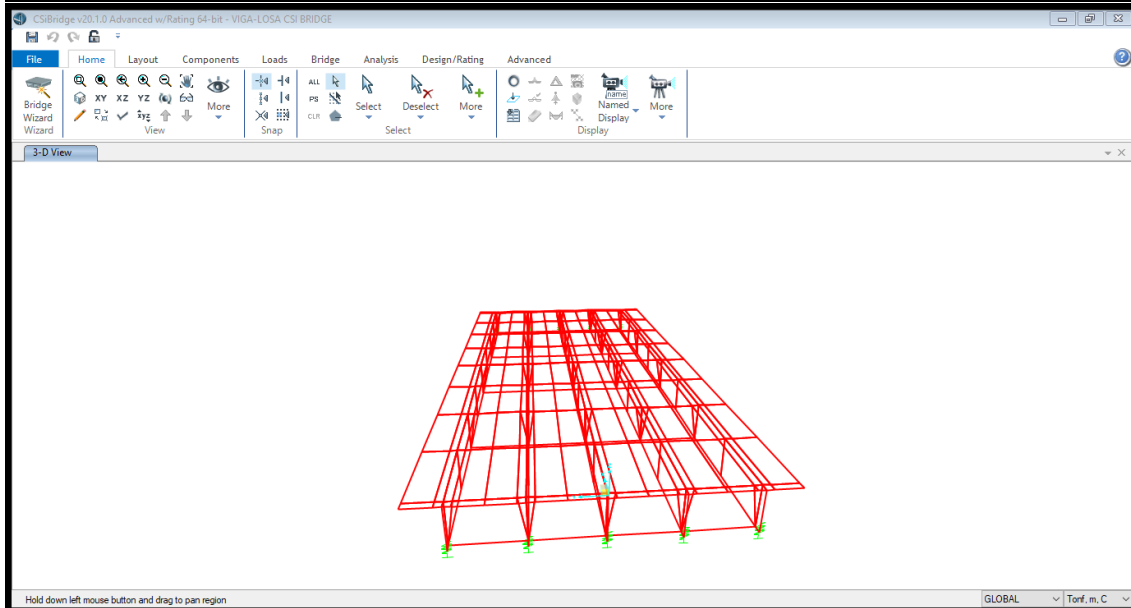 CSiBridge v20.1.0 Advanced w/Rating 64-bit - VIGA-LOSA CSI BRIDGE
File Home Layout Components Loads Bridge Analysis Design/Rating Advanced
Bridge Wizard
XY XZ YZ
More
ALL
PS
CLR
Select
Deselect
More
name
Named Display
More
Wizard View Snap Select Display
3-D View
Hold down left mouse button and drag to pan region
GLOBAL
Tonf, m, C